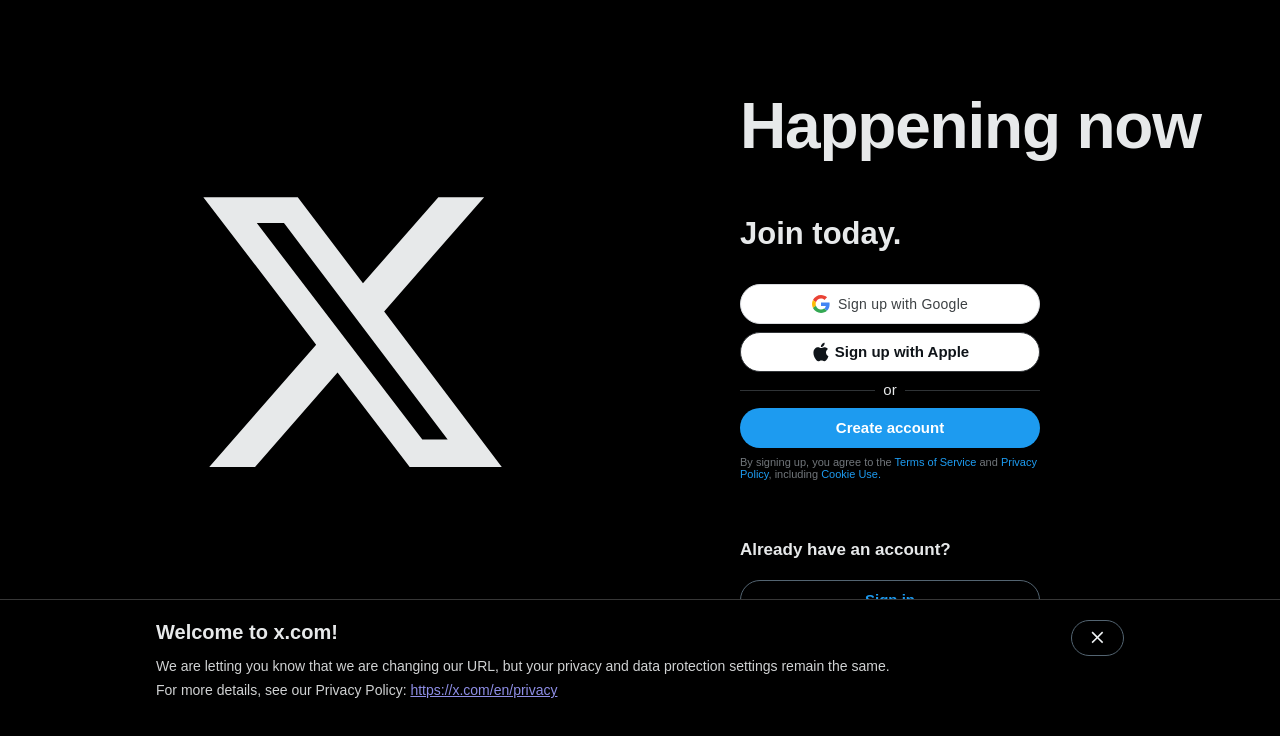 Happening now
Join today.
Sign up with Google
Sign up with Apple
or
Create account
By signing up, you agree to the Terms of Service and Privacy
Policy, including Cookie Use.
Already have an account?
Sign in
Welcome to x.com!
We are letting you know that we are changing our URL, but your privacy and data protection settings remain the same.
For more details, see our Privacy Policy: https://x.com/en/privacy